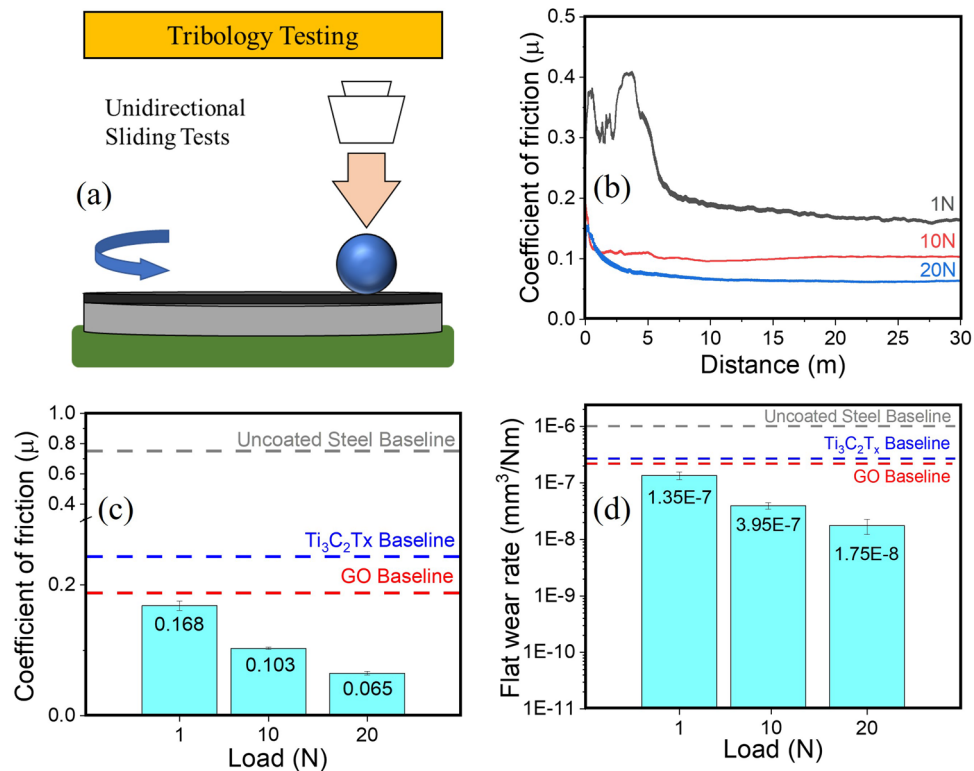 Tribology Testing
Unidirectional
Sliding Tests
(a)
Coefficient of friction (μ)
0.5
0.4
0.3
0.2
0.1
0.0
(b)
1N
10N
20N
0 5 10 15 20 25 30
Distance (m)
Coefficient of friction (μ)
1.0
0.8
0.6
0.4
0.2
0.0
Uncoated Steel Baseline
(c)
Ti₃C₂Tx Baseline
GO Baseline
0.168
0.103
0.065
1 10 20
Load (N)
Flat wear rate (mm³/Nm)
1E-6
1E-7
1E-8
1E-9
1E-10
1E-11
Uncoated Steel Baseline
Ti₃C₂Tₓ Baseline
GO Baseline
(d)
1.35E-7
3.95E-7
1.75E-8
1 10 20
Load (N)